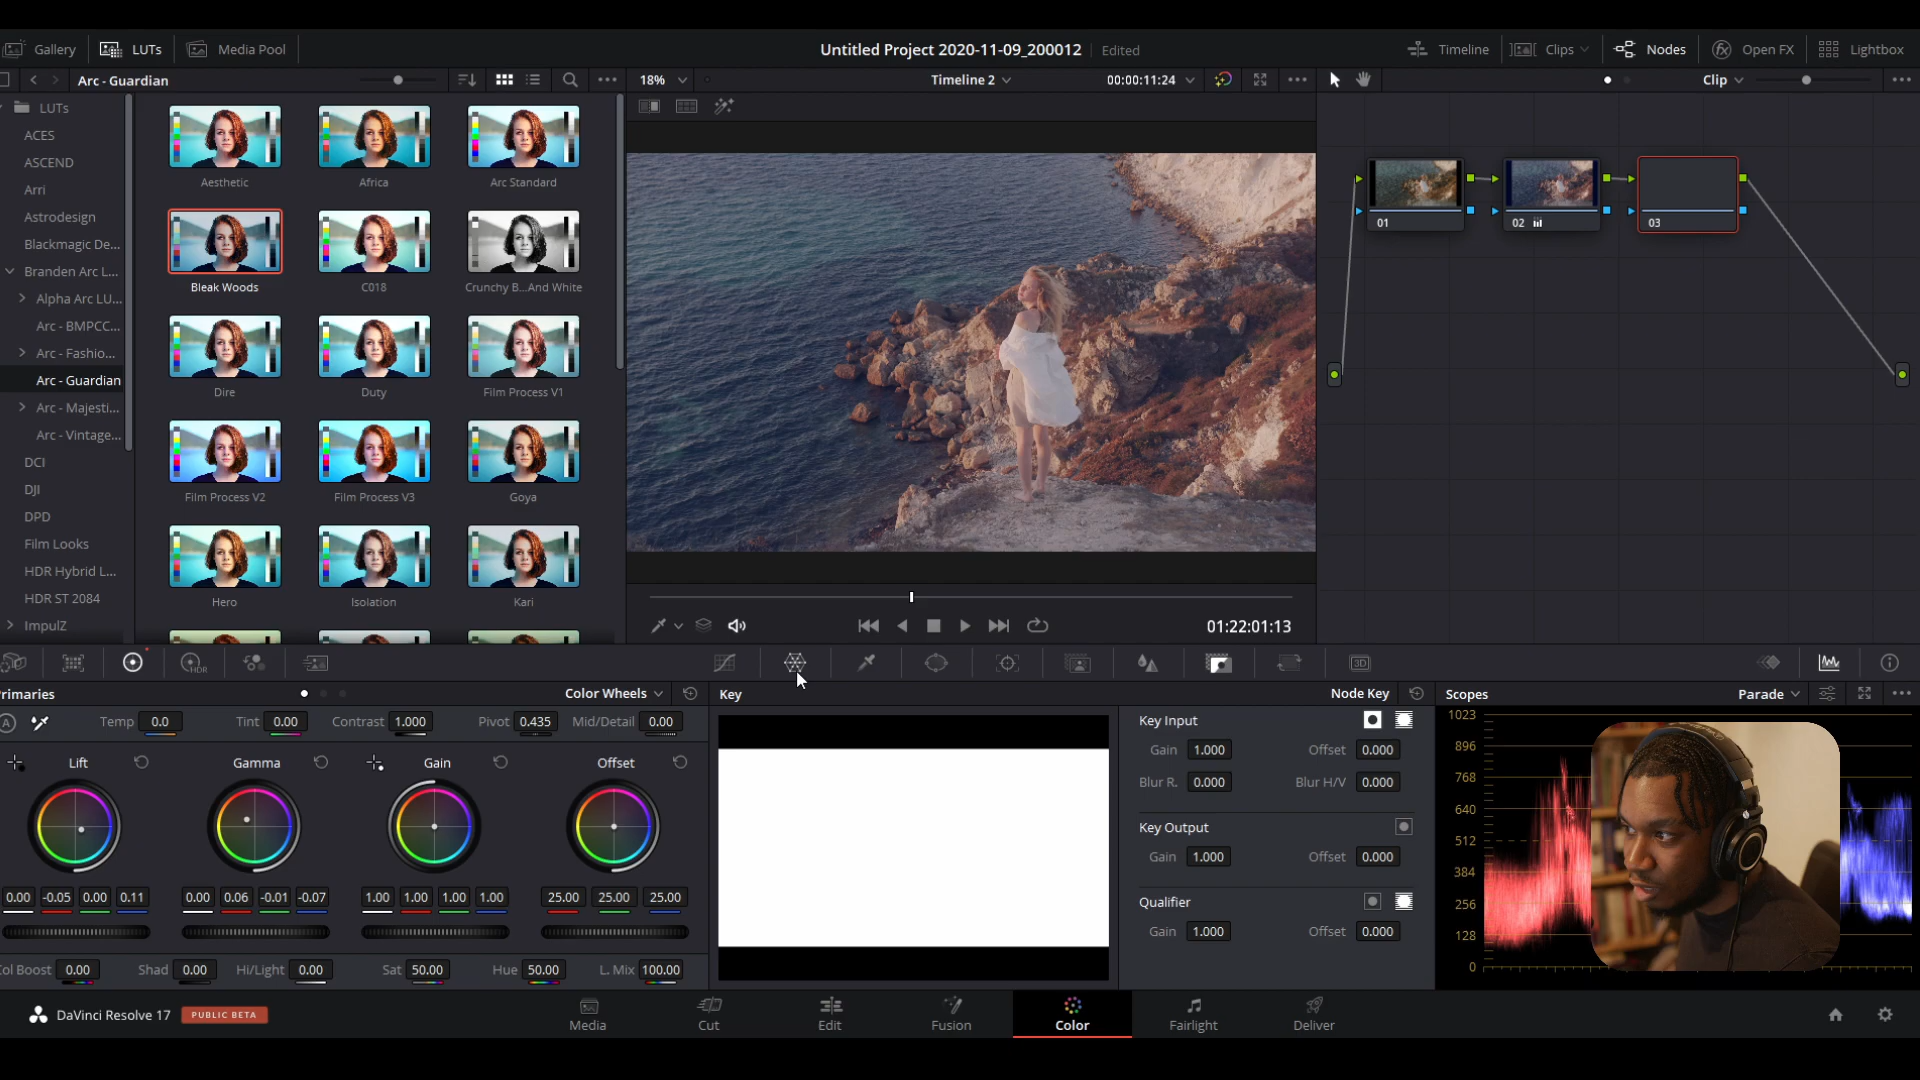 Gallery LUTs Media Pool Untitled Project 2020-11-09_200012 Edited Timeline Clips Nodes Open FX Lightbox
Arc - Guardian 18% Timeline 2 00:00:11:24 Clip
LUTs
ACES
ASCEND
Arri
Astrodesign
Blackmagic De...
Branden Arc L...
Alpha Arc LU...
Arc - BMPCC...
Arc - Fashio...
Arc - Guardian
Arc - Majesti...
Arc - Vintage...
DCI
DJI
DPD
Film Looks
HDR Hybrid L...
HDR ST 2084
ImpulZ
Aesthetic Africa Arc Standard
Bleak Woods C018 Crunchy B...And White
Dire Duty Film Process V1
Film Process V2 Film Process V3 Goya
Hero Isolation Kari
01 02 03
01:22:01:13
HDR 3D
rimaries Color Wheels Key Node Key Scopes Parade
A Temp 0.0 Tint 0.00 Contrast 1.000 Pivot 0.435 Mid/Detail 0.00
Lift Gamma Gain Offset
0.00 -0.05 0.00 0.11 0.00 0.06 -0.01 -0.07 1.00 1.00 1.00 1.00 25.00 25.00 25.00
Col Boost 0.00 Shad 0.00 Hi/Light 0.00 Sat 50.00 Hue 50.00 L. Mix 100.00
Key Input
Gain 1.000 Offset 0.000
Blur R. 0.000 Blur H/V 0.000
Key Output
Gain 1.000 Offset 0.000
Qualifier
Gain 1.000 Offset 0.000
1023
896
768
640
512
384
256
128
0
DaVinci Resolve 17 PUBLIC BETA Media Cut Edit Fusion Color Fairlight Deliver